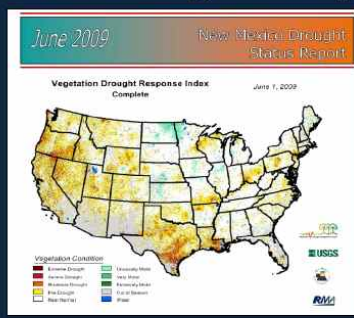 June 2009
New Mexico Drought
Status Report
Vegetation Drought Response Index
Complete
June 1, 2009
Vegetation Condition
Extreme Drought
Severe Drought
Moderate Drought
Pre-Drought
Near Normal
Unusually Moist
Very Moist
Extremely Moist
Out of Season
Water
USGS
RMA